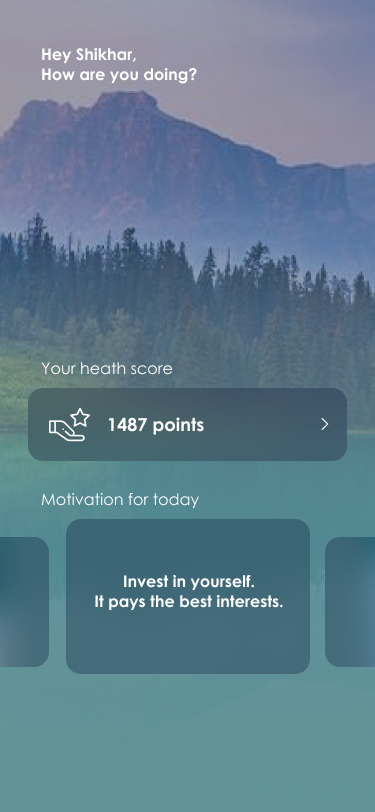 Hey Shikhar,
How are you doing?
Your heath score
1487 points
Motivation for today
Invest in yourself.
It pays the best interests.